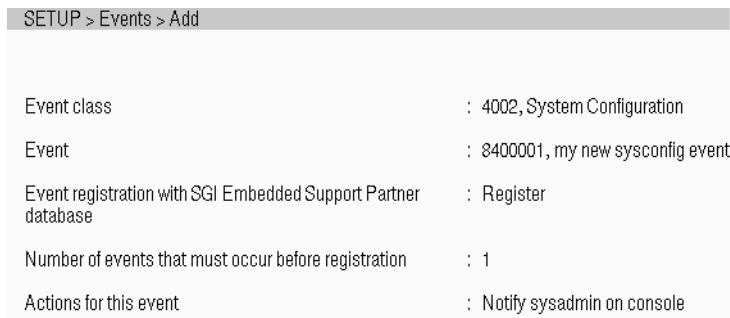 SETUP > Events > Add
Event class : 4002, System Configuration
Event : 8400001, my new sysconfig event
Event registration with SGI Embedded Support Partner : Register
database
Number of events that must occur before registration : 1
Actions for this event : Notify sysadmin on console